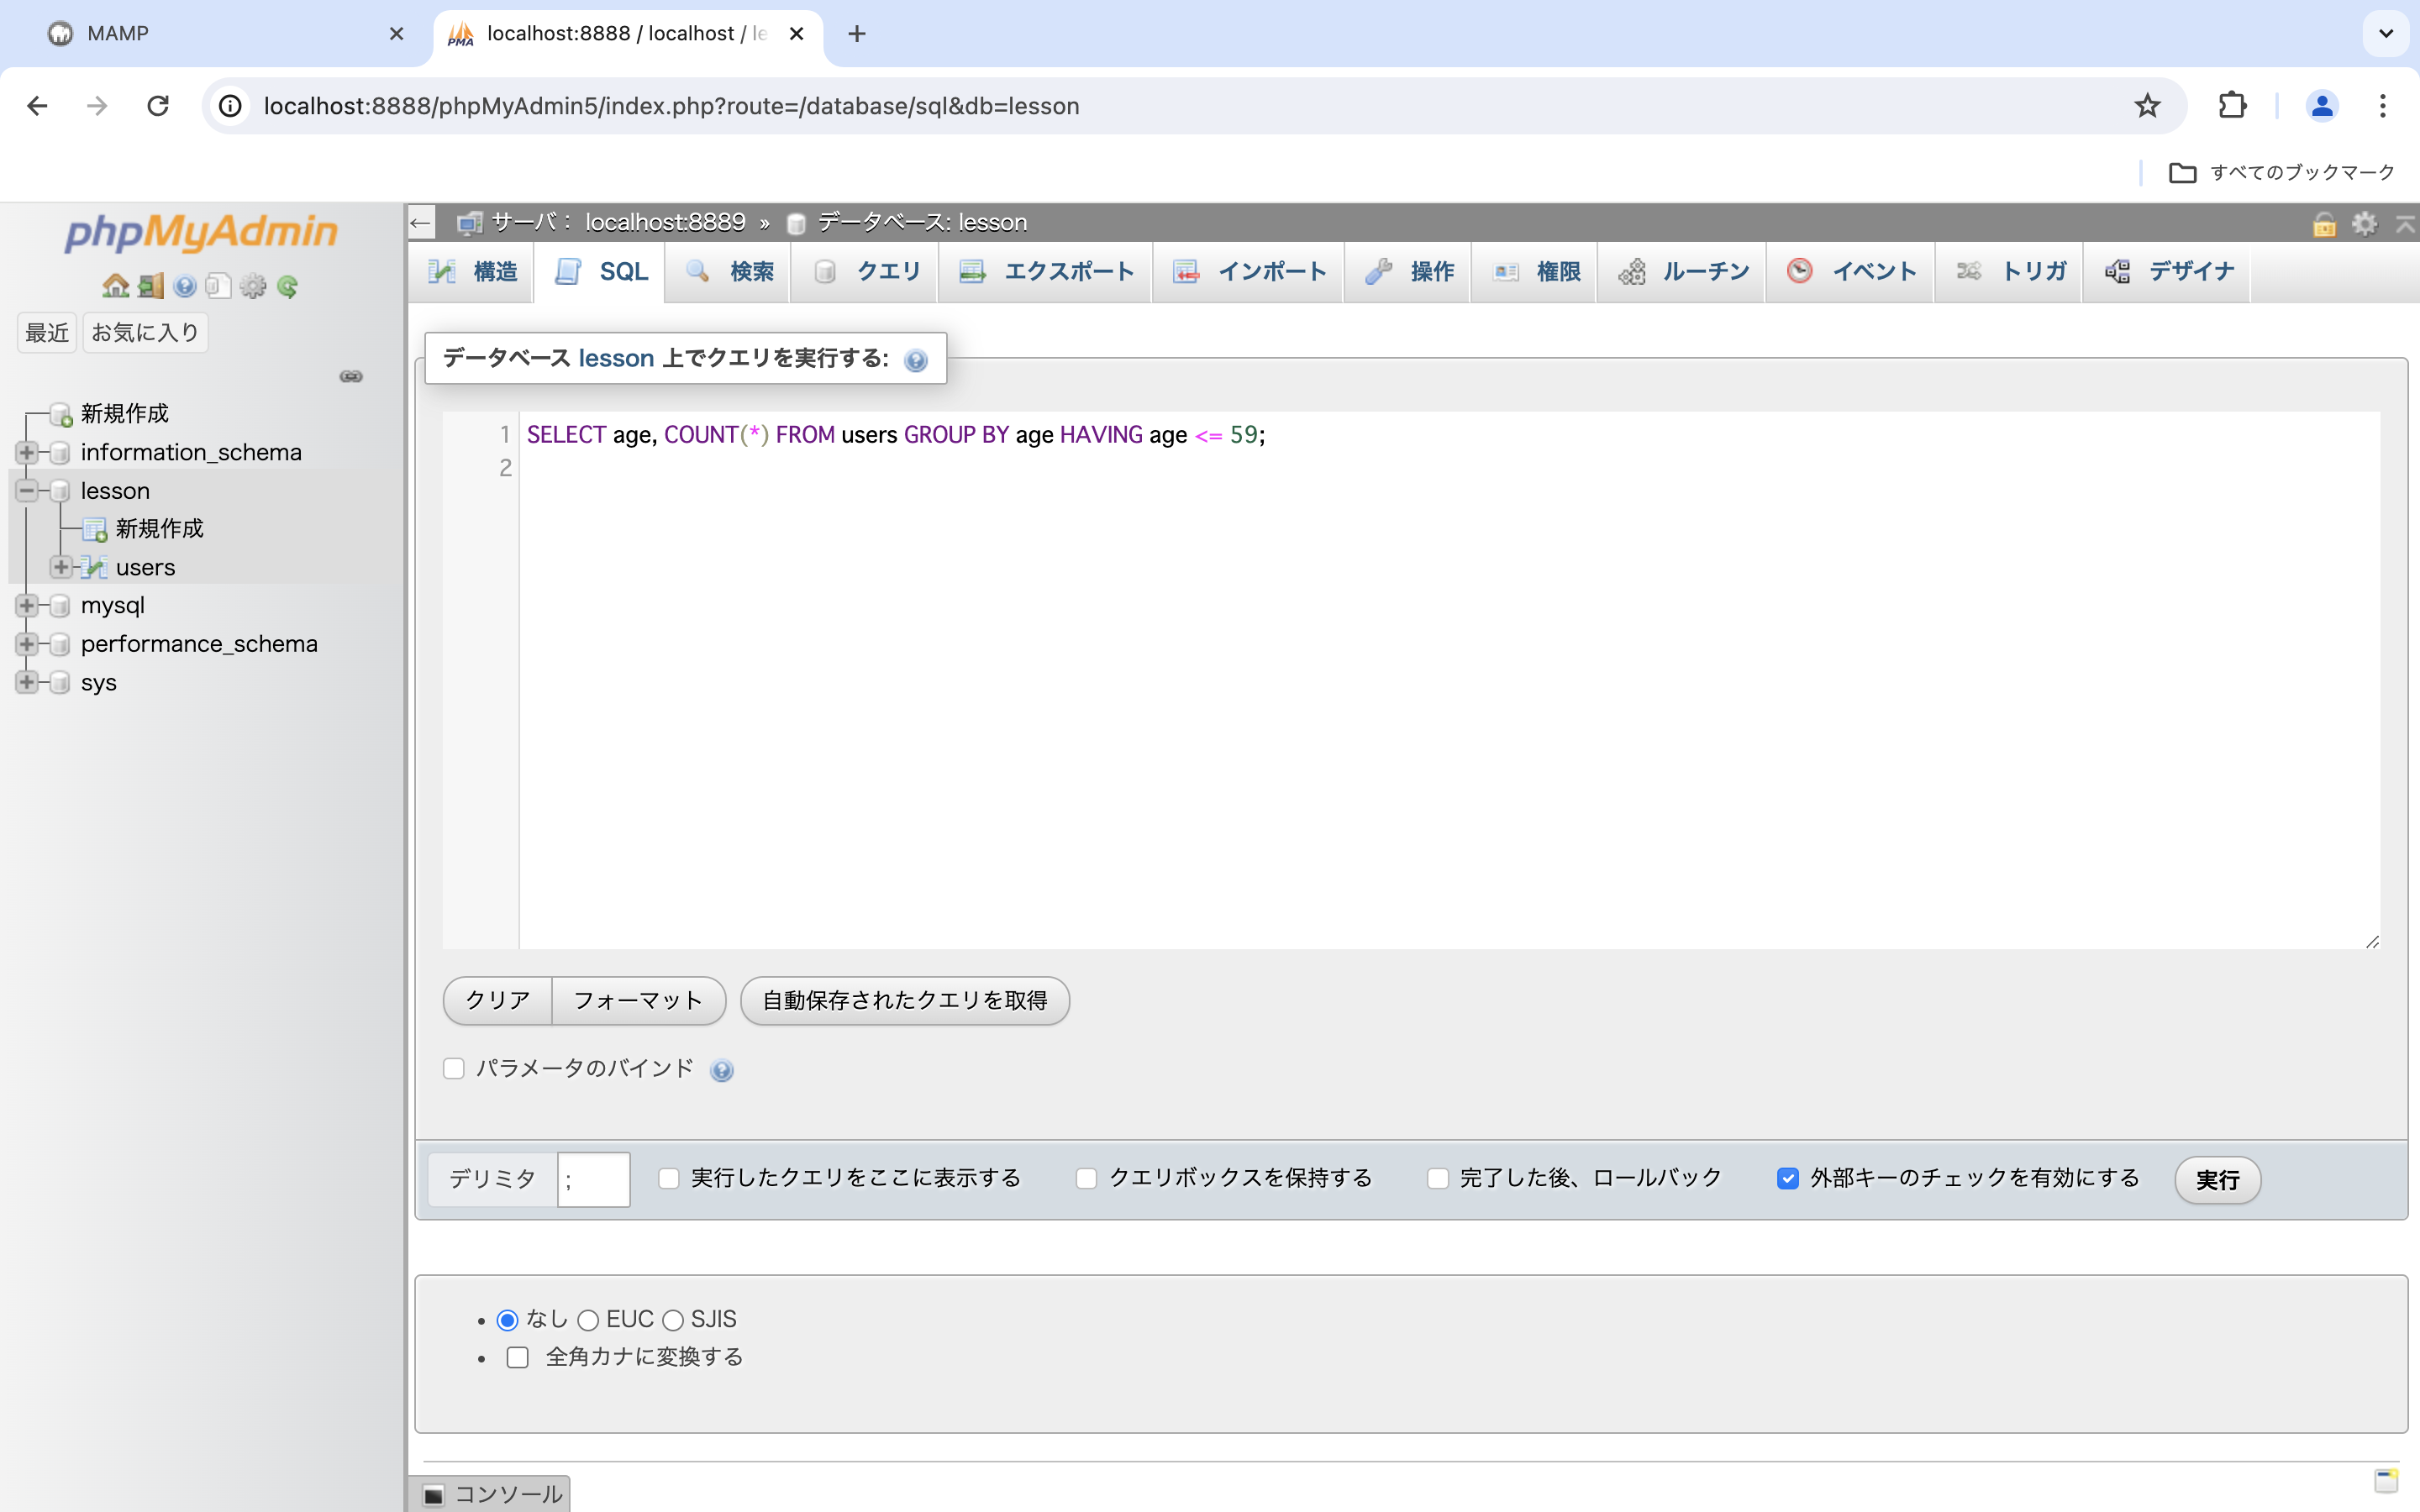 MAMP
localhost:8888 / localhost / le
localhost:8888/phpMyAdmin5/index.php?route=/database/sql&db=lesson
すべてのブックマーク
phpMyAdmin
最近 お気に入り
新規作成
information_schema
lesson
新規作成
users
mysql
performance_schema
sys
サーバ: localhost:8889 » データベース: lesson
構造 SQL 検索 クエリ エクスポート インポート 操作 権限 ルーチン イベント トリガ デザイナ
データベース lesson 上でクエリを実行する:
1 SELECT age, COUNT(*) FROM users GROUP BY age HAVING age <= 59;
2
クリア フォーマット 自動保存されたクエリを取得
パラメータのバインド
デリミタ ; 実行したクエリをここに表示する クエリボックスを保持する 完了した後、ロールバック 外部キーのチェックを有効にする 実行
なし EUC SJIS
全角カナに変換する
コンソール